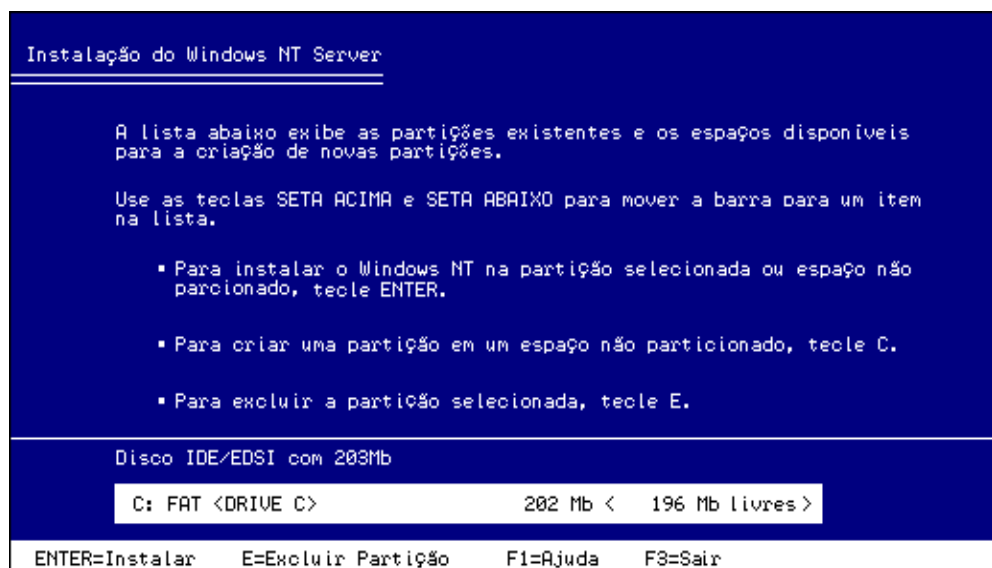 Instalação do Windows NT Server
A lista abaixo exibe as partições existentes e os espaços disponíveis
para a criação de novas partições.
Use as teclas SETA ACIMA e SETA ABAIXO para mover a barra para um item
na lista.
▪ Para instalar o Windows NT na partição selecionada ou espaço não
parcionado, tecle ENTER.
▪ Para criar uma partição em um espaço não particionado, tecle C.
▪ Para excluir a partição selecionada, tecle E.
Disco IDE/EDSI com 203Mb
C: FAT <DRIVE C> 202 Mb < 196 Mb livres>
ENTER=Instalar E=Excluir Partição F1=Ajuda F3=Sair